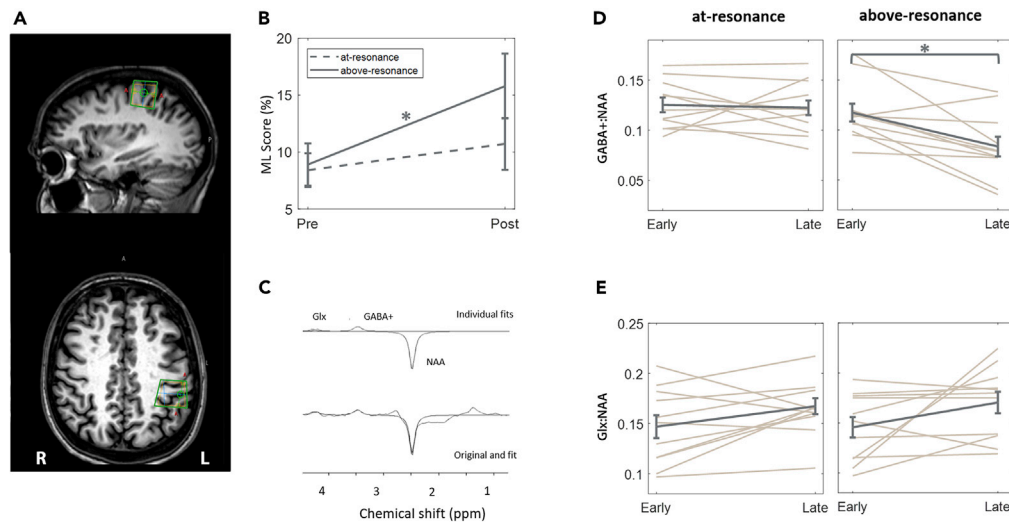 A
R
L
A
P
B
ML Score (%)
20
15
10
5
at-resonance
above-resonance
*
Pre
Post
C
Glx
GABA+
Individual fits
NAA
Original and fit
4
3
2
1
Chemical shift (ppm)
D
at-resonance
above-resonance
GABA+:NAA
0.15
0.1
0.05
*
Early
Late
Early
Late
E
Glx:NAA
0.25
0.2
0.15
0.1
Early
Late
Early
Late